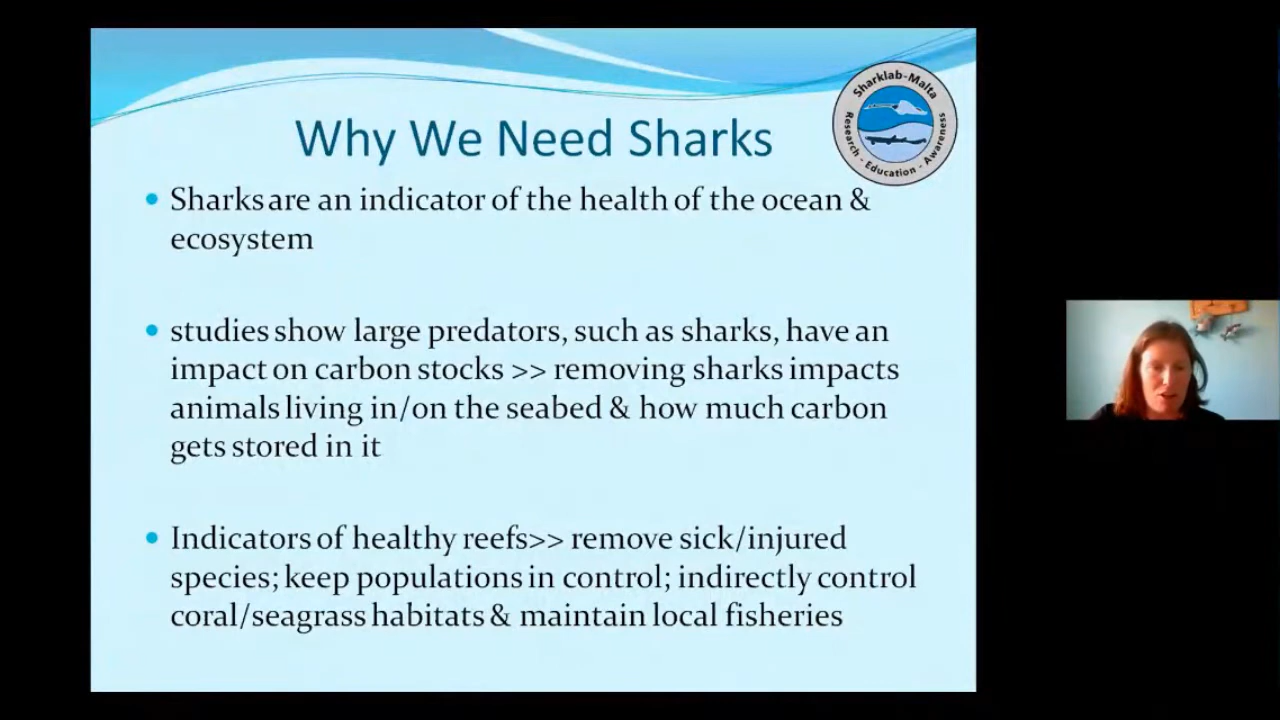 Why We Need Sharks
Sharklab-Malta
Research - Education - Awareness
• Sharks are an indicator of the health of the ocean &
ecosystem
• studies show large predators, such as sharks, have an
impact on carbon stocks >> removing sharks impacts
animals living in/on the seabed & how much carbon
gets stored in it
• Indicators of healthy reefs>> remove sick/injured
species; keep populations in control; indirectly control
coral/seagrass habitats & maintain local fisheries